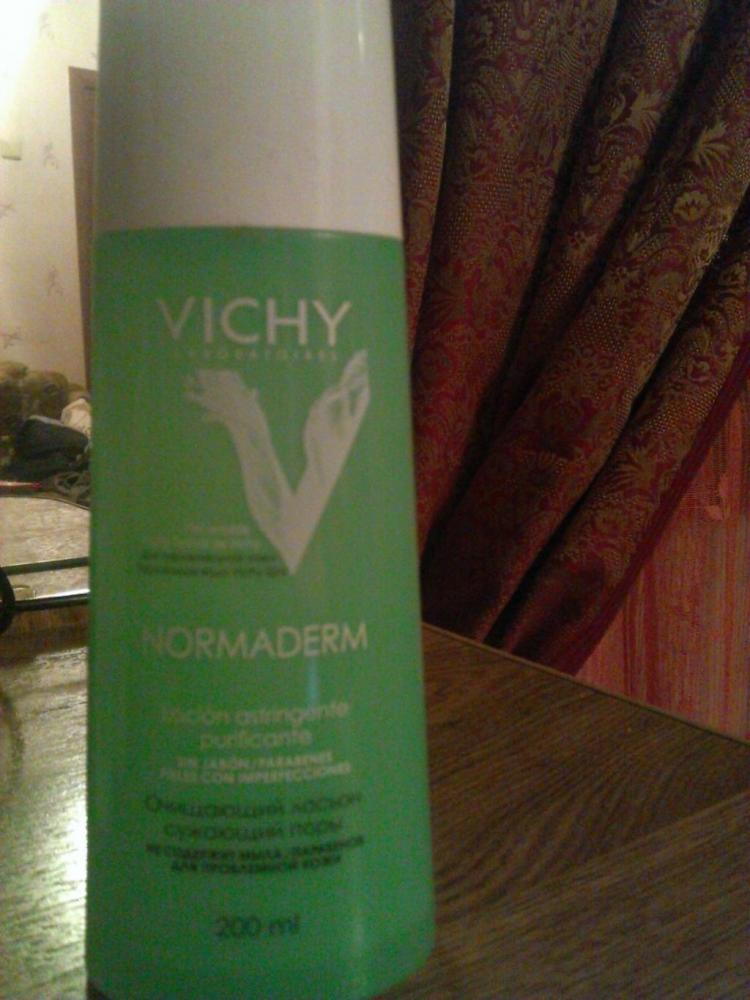 VICHY
LABORATOIRES
NORMADERM
Loción astringente
purificante
SIN JABÓN / PARABENES
PIELES CON IMPERFECCIONES
Очищающий лосьон
сужающий поры
НЕ СОДЕРЖИТ МЫЛА / ПАРАБЕНОВ
ДЛЯ ПРОБЛЕМНОЙ КОЖИ
200 ml